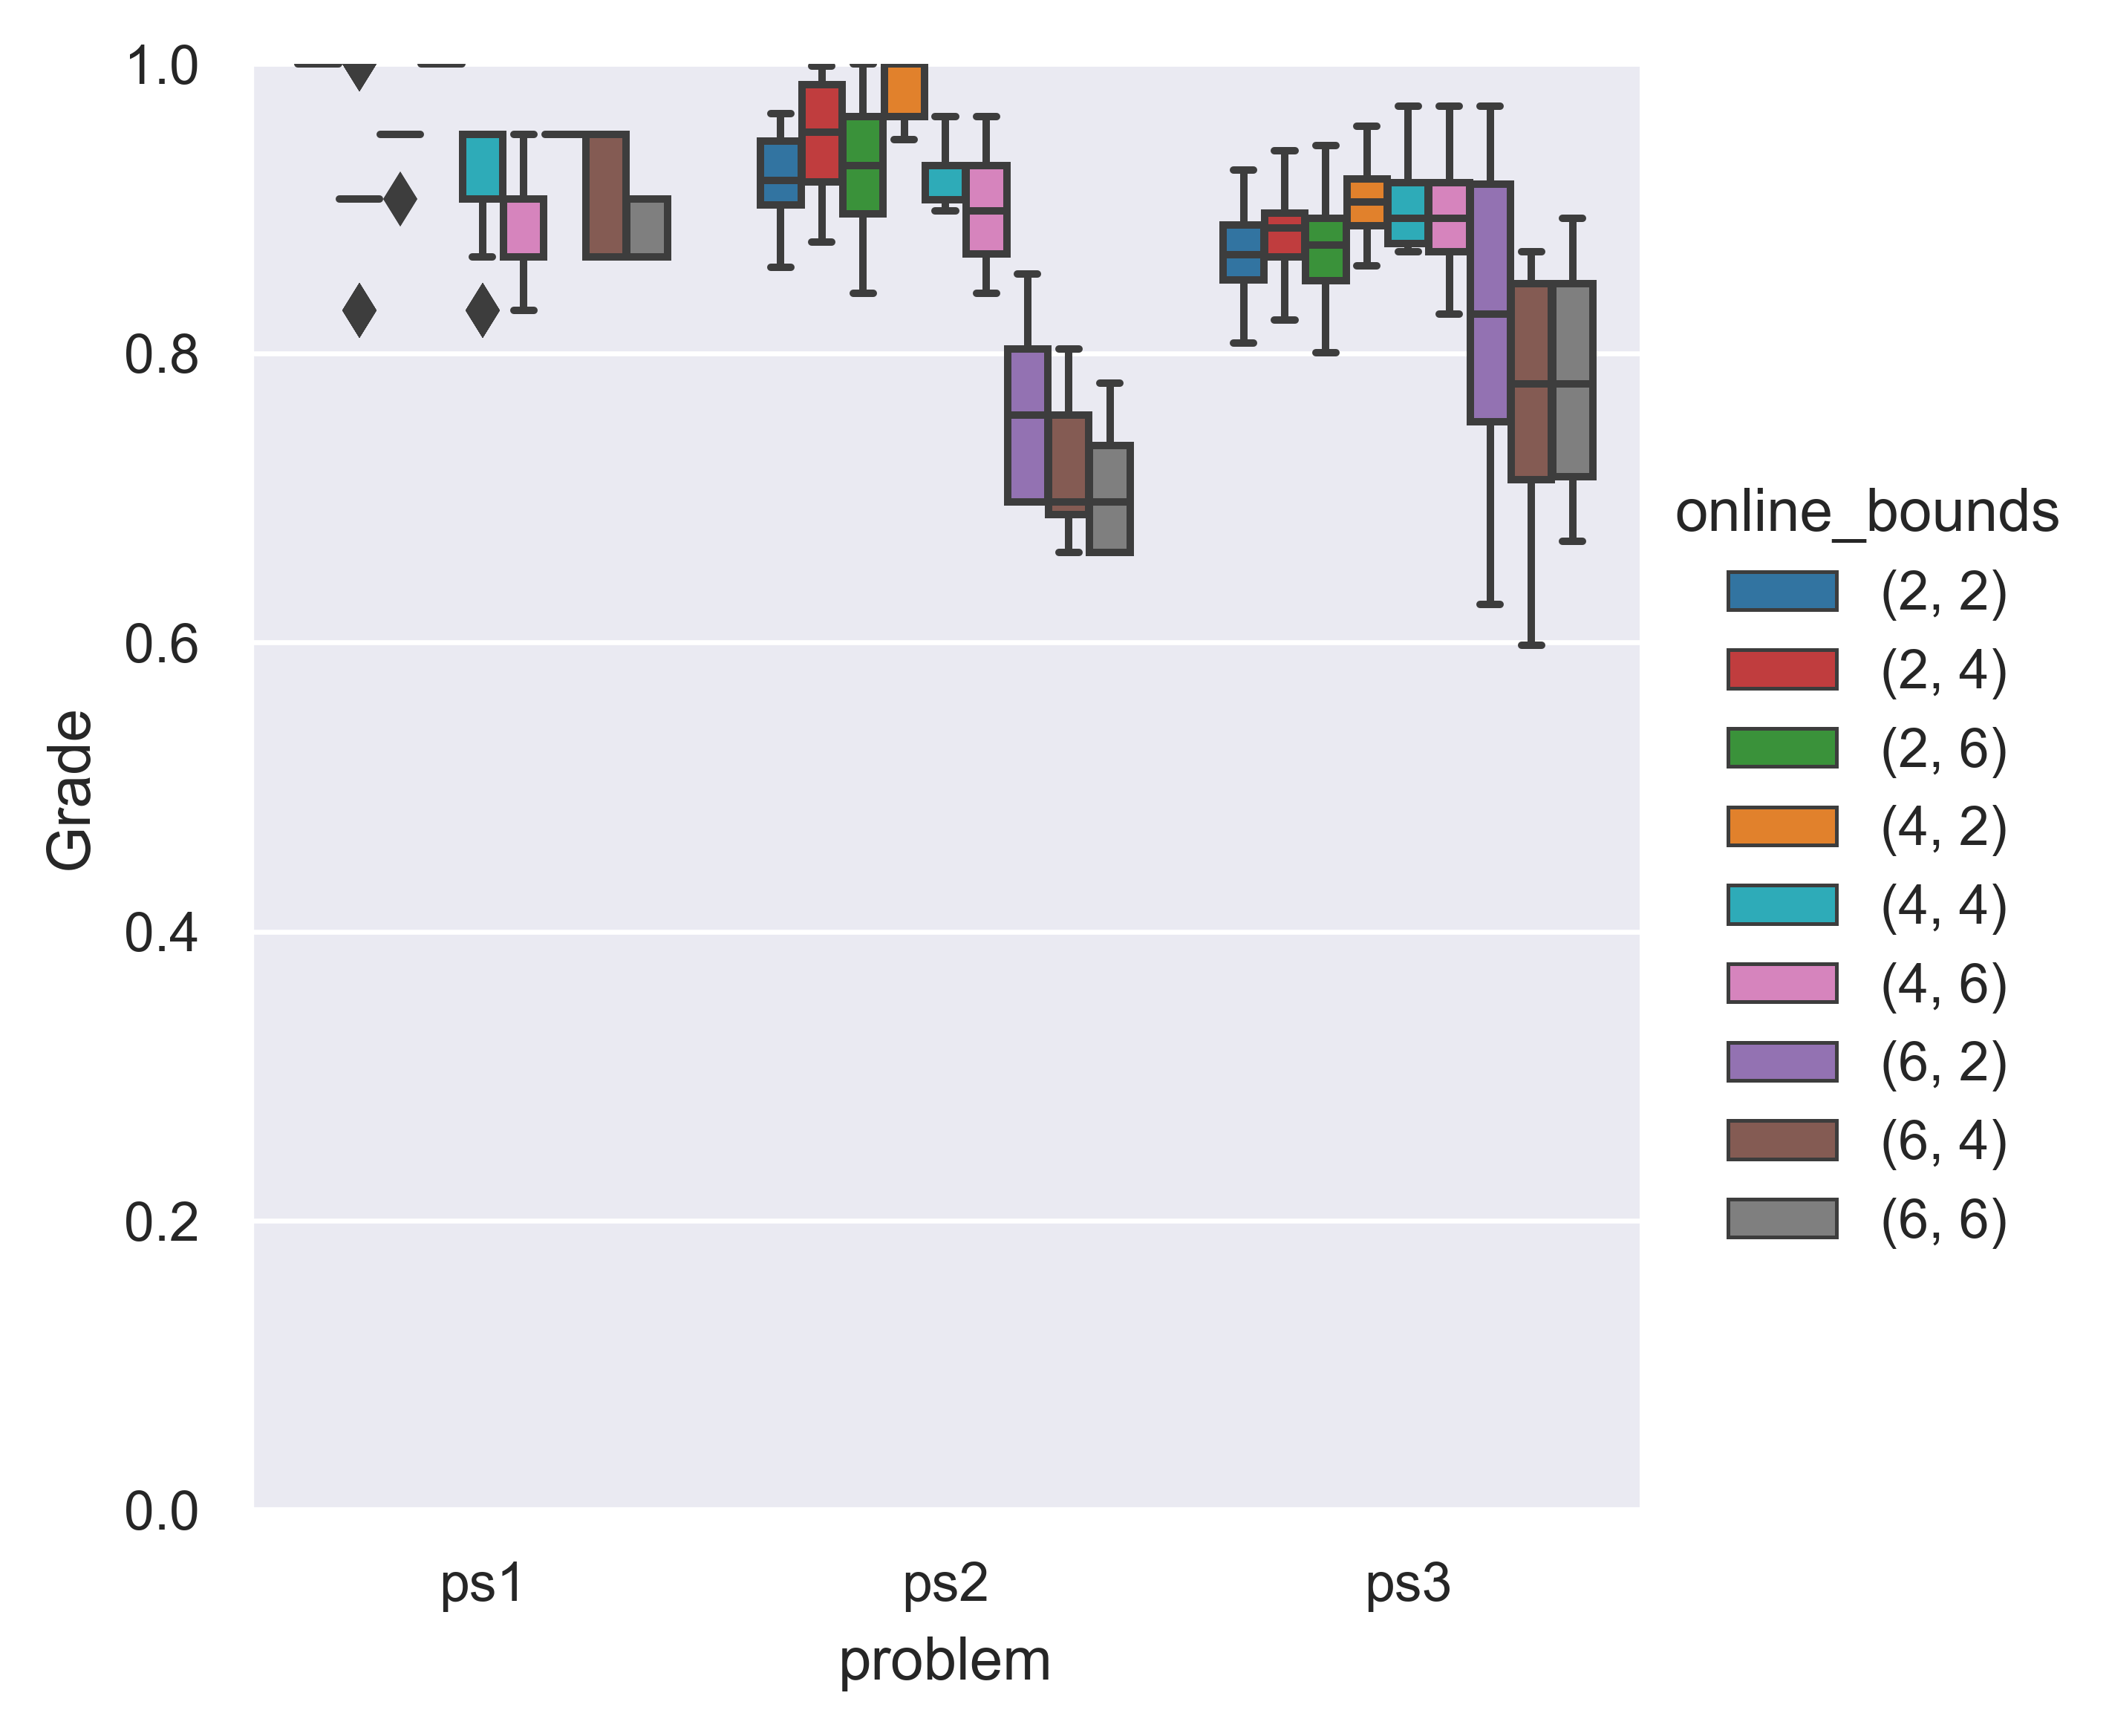 1.0
0.8
0.6
0.4
0.2
0.0
Grade
ps1
ps2
ps3
problem
online_bounds
(2, 2)
(2, 4)
(2, 6)
(4, 2)
(4, 4)
(4, 6)
(6, 2)
(6, 4)
(6, 6)